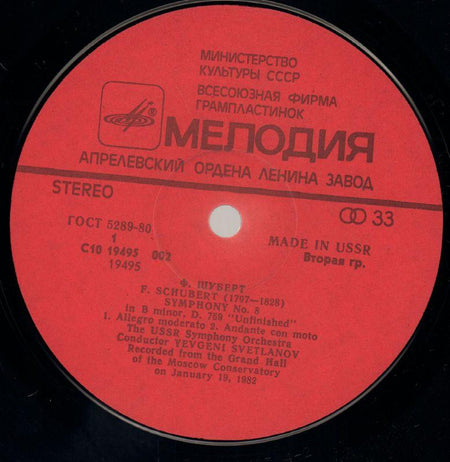 МИНИСТЕРСТВО
КУЛЬТУРЫ СССР
ВСЕСОЮЗНАЯ ФИРМА
ГРАМПЛАСТИНОК
МЕЛОДИЯ
АПРЕЛЕВСКИЙ ОРДЕНА ЛЕНИНА ЗАВОД
STEREO
33
ГОСТ 5289-80
1
С10 19495 002
19495
MADE IN USSR
Вторая гр.
Ф. ШУБЕРТ
F. SCHUBERT (1797—1828)
SYMPHONY No. 8
in B minor, D. 759 "Unfinished"
1. Allegro moderato 2. Andante con moto
The USSR Symphony Orchestra
Conductor YEVGENI SVETLANOV
Recorded from the Grand Hall
of the Moscow Conservatory
on January 19, 1982